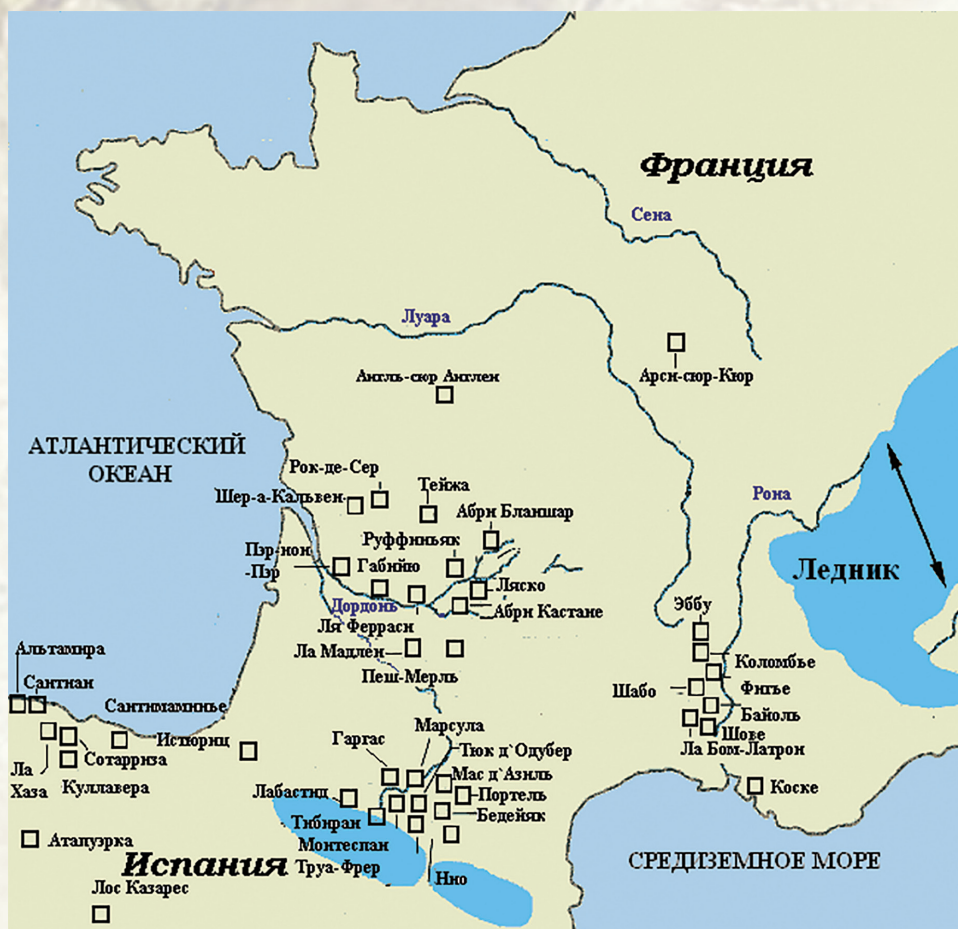 Франция
Сена
Луара
Англь-сюр Англен
Арси-сюр-Кюр
АТЛАНТИЧЕСКИЙ
ОКЕАН
Рок-де-Сер
Шер-а-Кальвен
Тейжа
Абри Бланшар
Рона
Пэр-нон
-Пэр
Габийю
Руффиньяк
Ледник
Ляско
Дордонь
Абри Кастане
Ля Ферраси
Эббу
Ла Мадлен
Пеш-Мерль
Коломбье
Альтамира
Сантиан
Шабо
Фигье
Сантимаминье
Байоль
Истюриц
Гаргас
Марсула
Шове
Ла Бом-Латрон
Тюк д`Одубер
Ла
Хаза
Сотарриза
Куллавера
Мас д`Азиль
Портель
Коске
Лабастид
Бедейяк
Тибиран
Атапуэрка
Монтеспан
Испания
Труа-Фрер
Нио
СРЕДИЗЕМНОЕ МОРЕ
Лос Казарес